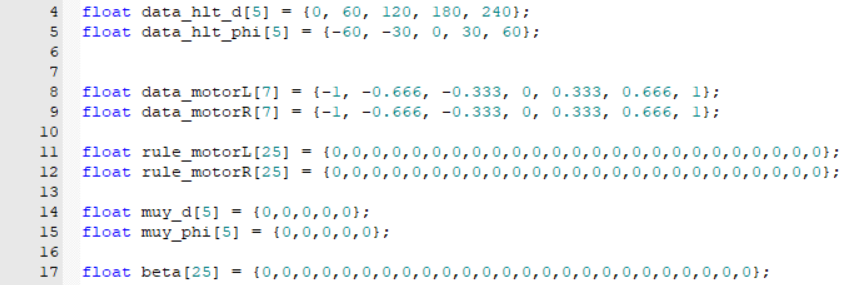 4 float data_hlt_d[5] = {0, 60, 120, 180, 240};
5 float data_hlt_phi[5] = {-60, -30, 0, 30, 60};
6
7
8 float data_motorL[7] = {-1, -0.666, -0.333, 0, 0.333, 0.666, 1};
9 float data_motorR[7] = {-1, -0.666, -0.333, 0, 0.333, 0.666, 1};
10
11 float rule_motorL[25] = {0,0,0,0,0,0,0,0,0,0,0,0,0,0,0,0,0,0,0,0,0,0,0,0,0};
12 float rule_motorR[25] = {0,0,0,0,0,0,0,0,0,0,0,0,0,0,0,0,0,0,0,0,0,0,0,0,0};
13
14 float muy_d[5] = {0,0,0,0,0};
15 float muy_phi[5] = {0,0,0,0,0};
16
17 float beta[25] = {0,0,0,0,0,0,0,0,0,0,0,0,0,0,0,0,0,0,0,0,0,0,0,0,0};